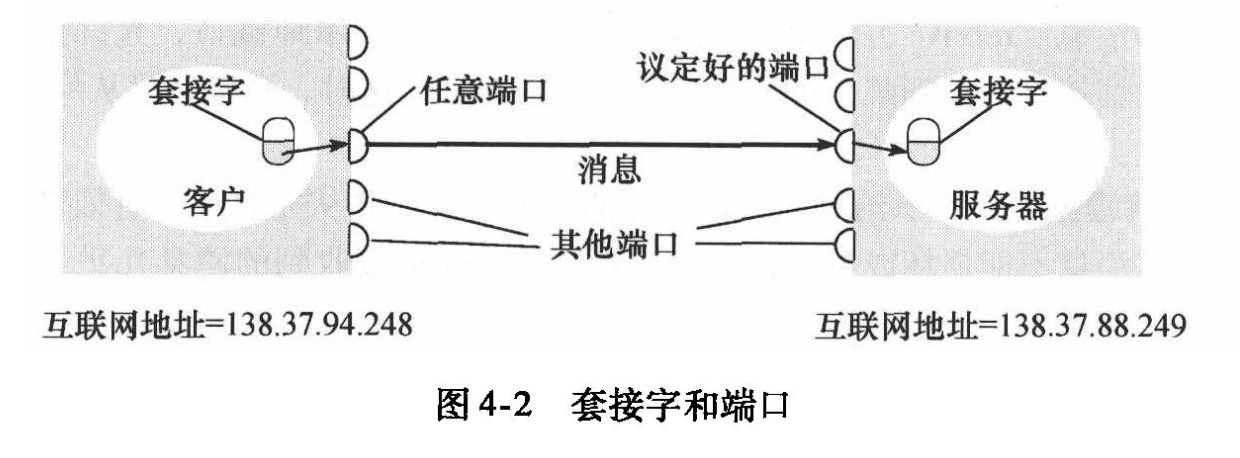 议定好的端口
套接字
任意端口
套接字
消息
客户
服务器
其他端口
互联网地址=138.37.94.248
互联网地址=138.37.88.249
图 4-2 套接字和端口